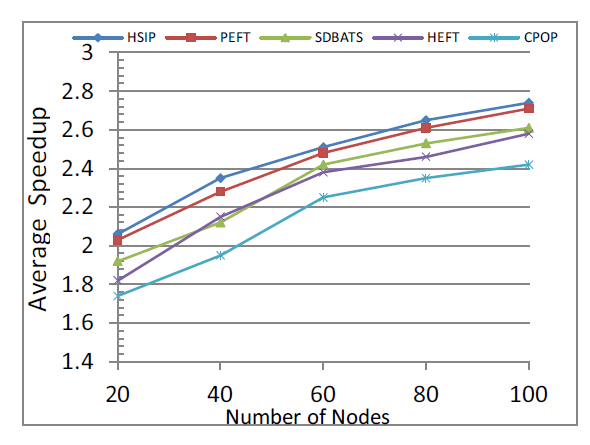 HSIP PEFT SDBATS HEFT CPOP
3
2.8
2.6
2.4
2.2
2
1.8
1.6
1.4
Average Speedup
20 40 60 80 100
Number of Nodes